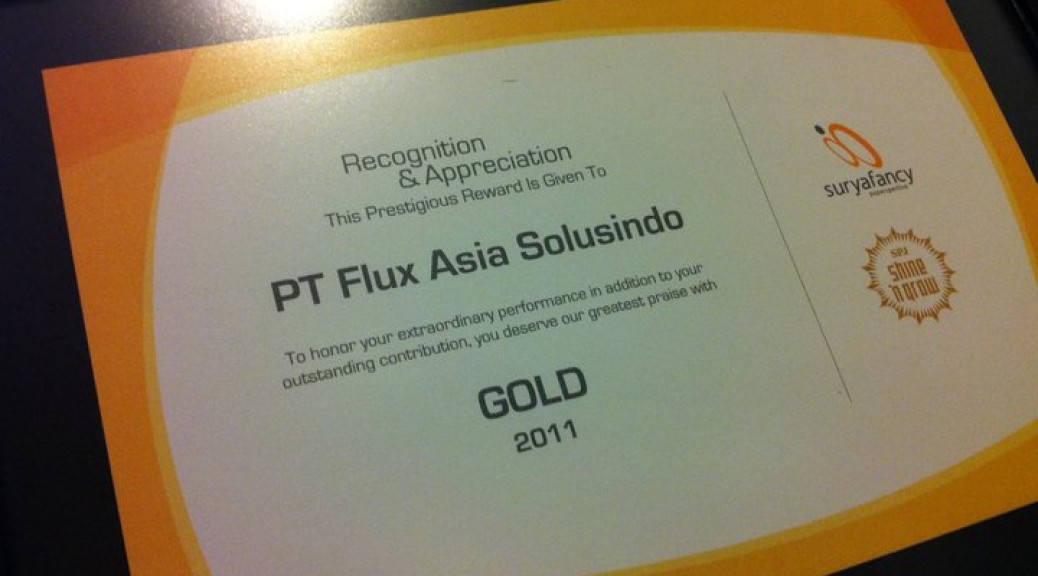 Recognition
& Appreciation
This Prestigious Reward Is Given To
PT Flux Asia Solusindo
To honor your extraordinary performance in addition to your
outstanding contribution, you deserve our greatest praise with
GOLD
2011
suryafancy
SPJ
shine
'n grow